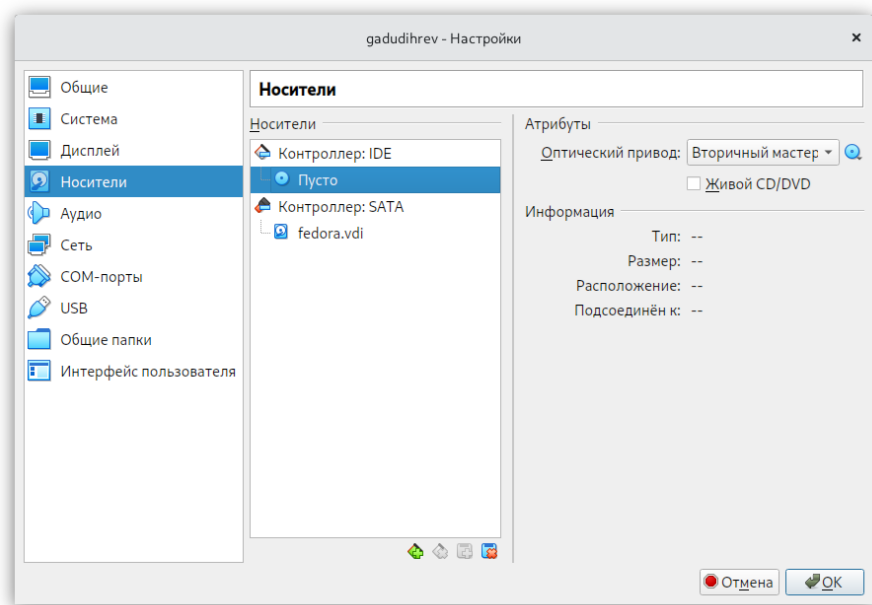 gadudihrev - Настройки
Общие
Система
Дисплей
Носители
Аудио
Сеть
COM-порты
USB
Общие папки
Интерфейс пользователя
Носители
Носители
Контроллер: IDE
Пусто
Контроллер: SATA
fedora.vdi
Атрибуты
Оптический привод: Вторичный мастер
Живой CD/DVD
Информация
Тип: --
Размер: --
Расположение: --
Подсоединён к: --
Отмена
OK